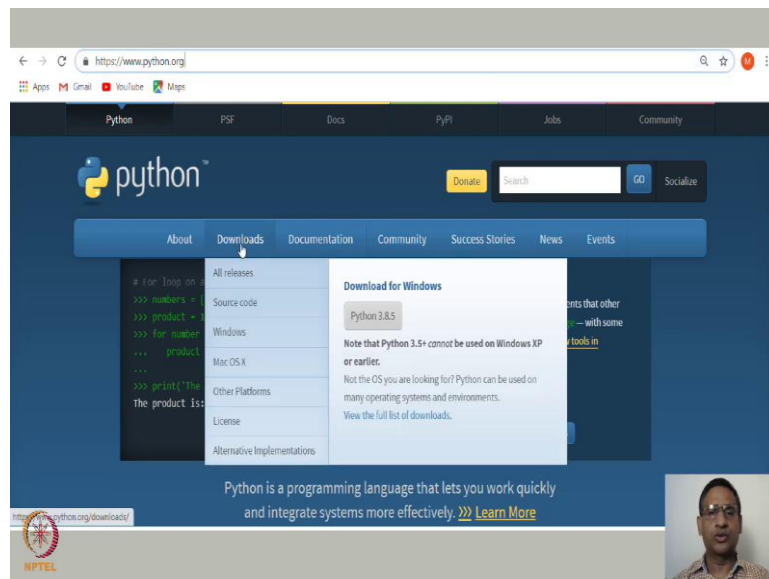 https://www.python.org
Apps Gmail YouTube Maps
M
Python PSF Docs PyPI Jobs Community
python™
Donate Search GO Socialize
About Downloads Documentation Community Success Stories News Events
All releases
Source code
Windows
Mac OS X
Other Platforms
License
Alternative Implementations
Download for Windows
Python 3.8.5
Note that Python 3.5+ cannot be used on Windows XP
or earlier.
Not the OS you are looking for? Python can be used on
many operating systems and environments.
View the full list of downloads.
# For loop on a
>>> numbers = [
>>> product = 1
>>> for number
... product
...
>>> print('The
The product is:
ents that other
— with some
tools in
Python is a programming language that lets you work quickly
and integrate systems more effectively. >>> Learn More
python.org/downloads/
NPTEL